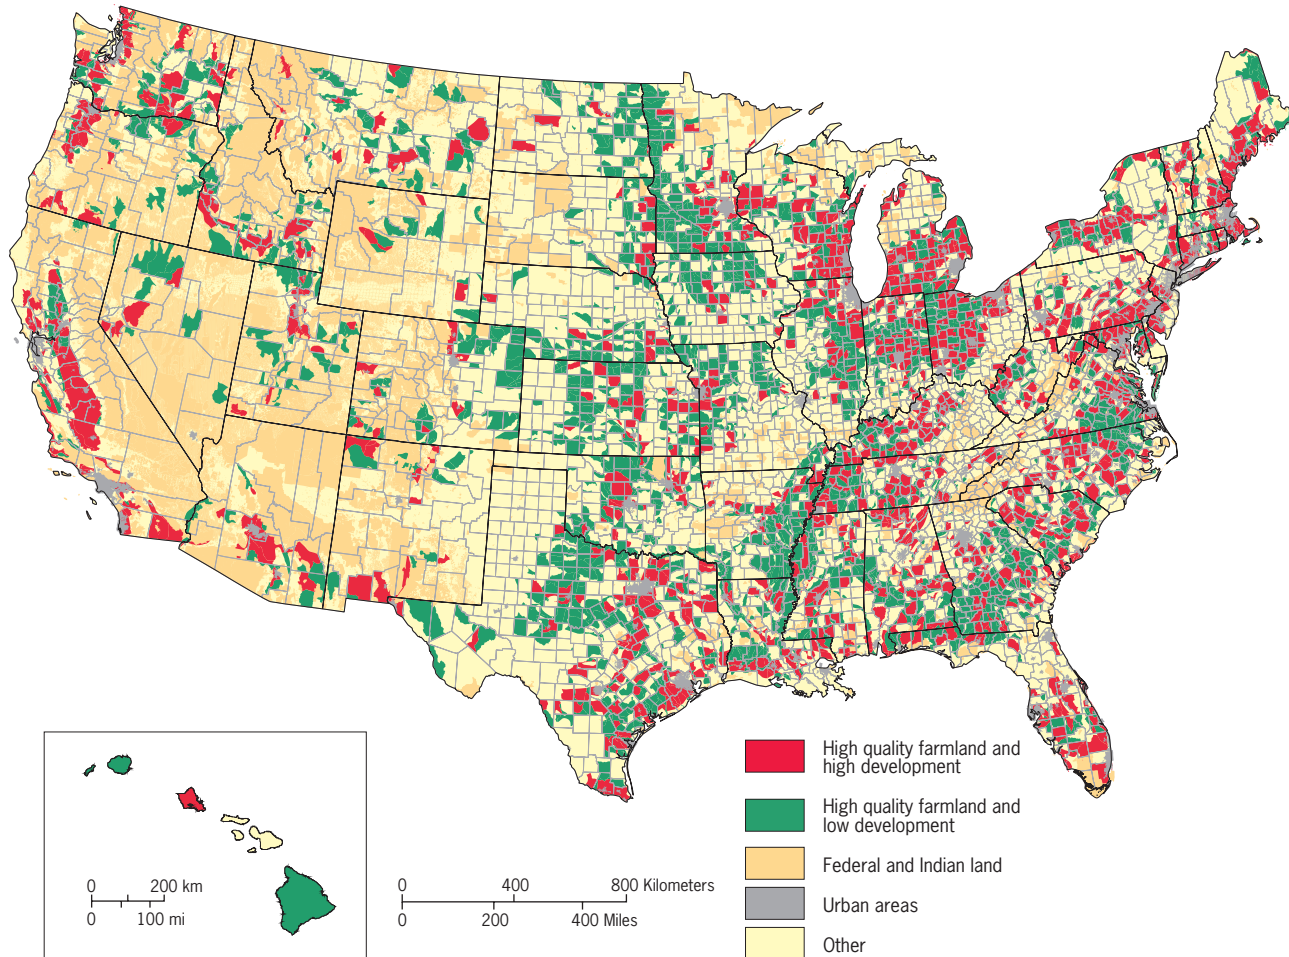 High quality farmland and
high development
High quality farmland and
low development
Federal and Indian land
Urban areas
Other
0 200 km
0 100 mi
0 400 800 Kilometers
0 200 400 Miles